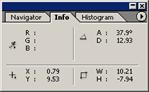 Navigator Info Histogram
R : A : 37.9°
G : D : 12.93
B :
X : 0.79 W : 10.21
Y : 9.53 H : -7.94